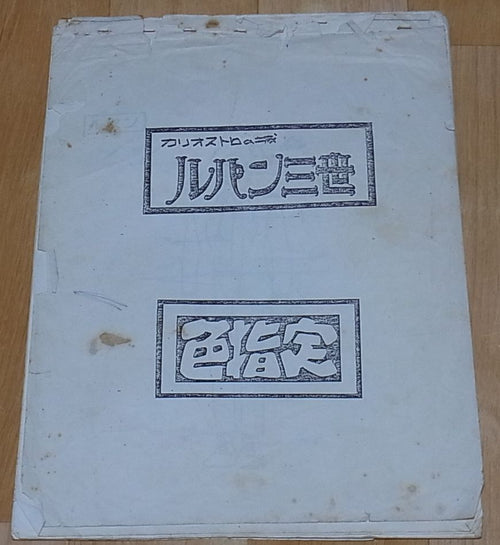 カリオストロの城
ルパン三世
色指定